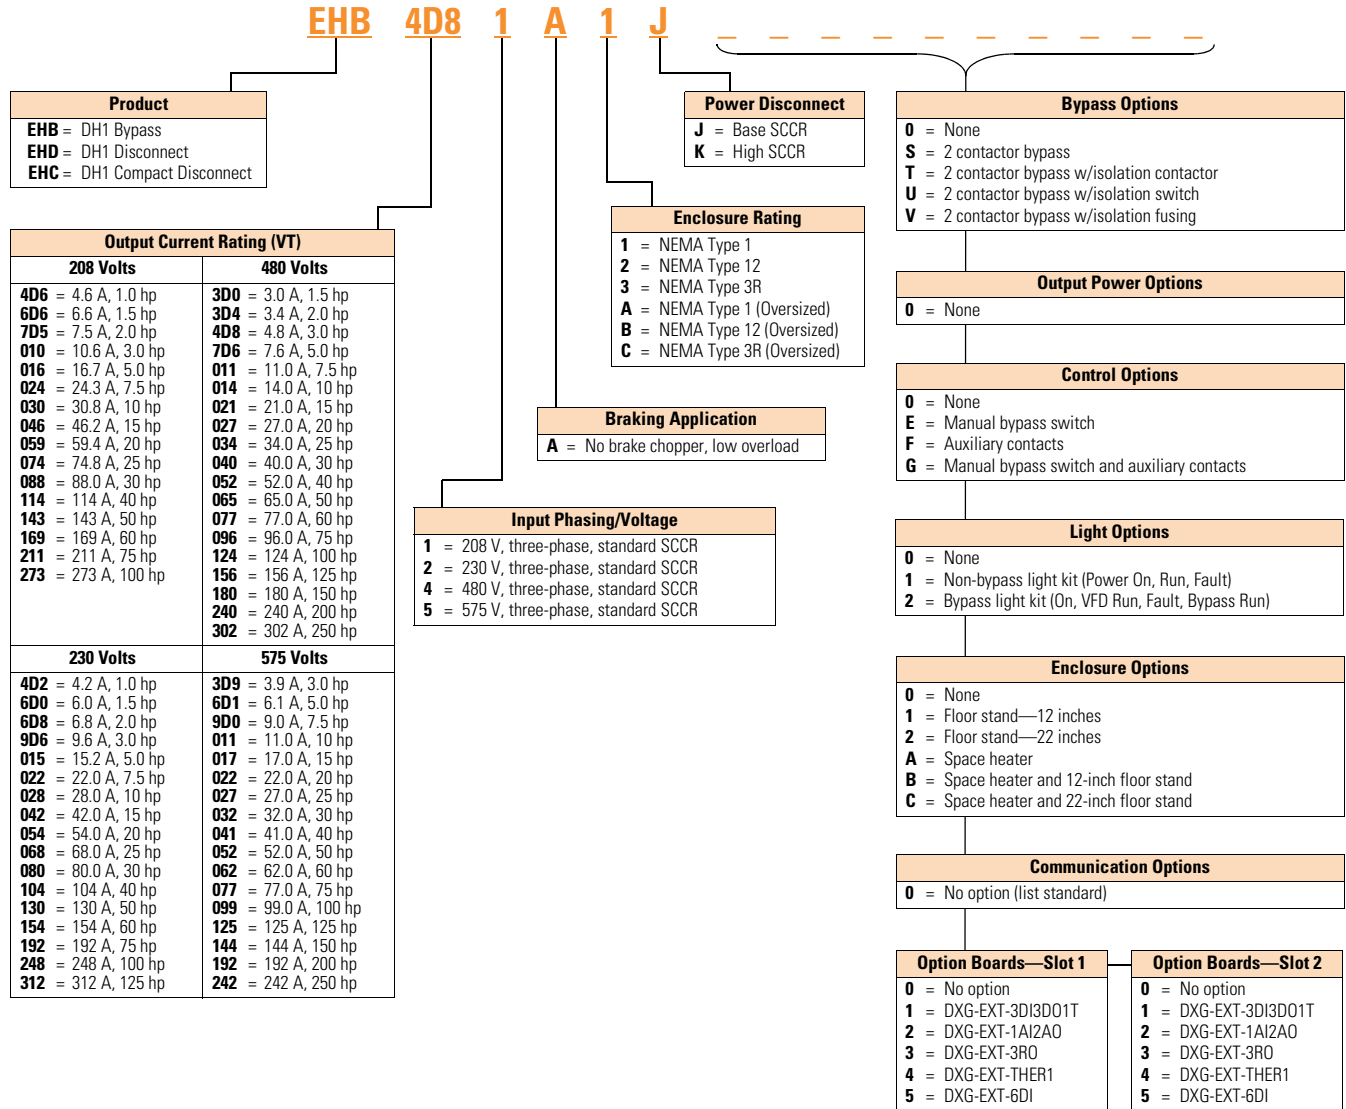 EHB 4D8 1 A 1 J _ _ _ _ _ _ _ _ _ _
Product
EHB = DH1 Bypass
EHD = DH1 Disconnect
EHC = DH1 Compact Disconnect
Power Disconnect
J = Base SCCR
K = High SCCR
Bypass Options
0 = None
S = 2 contactor bypass
T = 2 contactor bypass w/isolation contactor
U = 2 contactor bypass w/isolation switch
V = 2 contactor bypass w/isolation fusing
Output Current Rating (VT)
208 Volts
4D6 = 4.6 A, 1.0 hp
6D6 = 6.6 A, 1.5 hp
7D5 = 7.5 A, 2.0 hp
010 = 10.6 A, 3.0 hp
016 = 16.7 A, 5.0 hp
024 = 24.3 A, 7.5 hp
030 = 30.8 A, 10 hp
046 = 46.2 A, 15 hp
059 = 59.4 A, 20 hp
074 = 74.8 A, 25 hp
088 = 88.0 A, 30 hp
114 = 114 A, 40 hp
143 = 143 A, 50 hp
169 = 169 A, 60 hp
211 = 211 A, 75 hp
273 = 273 A, 100 hp
480 Volts
3D0 = 3.0 A, 1.5 hp
3D4 = 3.4 A, 2.0 hp
4D8 = 4.8 A, 3.0 hp
7D6 = 7.6 A, 5.0 hp
011 = 11.0 A, 7.5 hp
014 = 14.0 A, 10 hp
021 = 21.0 A, 15 hp
027 = 27.0 A, 20 hp
034 = 34.0 A, 25 hp
040 = 40.0 A, 30 hp
052 = 52.0 A, 40 hp
065 = 65.0 A, 50 hp
077 = 77.0 A, 60 hp
096 = 96.0 A, 75 hp
124 = 124 A, 100 hp
156 = 156 A, 125 hp
180 = 180 A, 150 hp
240 = 240 A, 200 hp
302 = 302 A, 250 hp
230 Volts
4D2 = 4.2 A, 1.0 hp
6D0 = 6.0 A, 1.5 hp
6D8 = 6.8 A, 2.0 hp
9D6 = 9.6 A, 3.0 hp
015 = 15.2 A, 5.0 hp
022 = 22.0 A, 7.5 hp
028 = 28.0 A, 10 hp
042 = 42.0 A, 15 hp
054 = 54.0 A, 20 hp
068 = 68.0 A, 25 hp
080 = 80.0 A, 30 hp
104 = 104 A, 40 hp
130 = 130 A, 50 hp
154 = 154 A, 60 hp
192 = 192 A, 75 hp
248 = 248 A, 100 hp
312 = 312 A, 125 hp
575 Volts
3D9 = 3.9 A, 3.0 hp
6D1 = 6.1 A, 5.0 hp
9D0 = 9.0 A, 7.5 hp
011 = 11.0 A, 10 hp
017 = 17.0 A, 15 hp
022 = 22.0 A, 20 hp
027 = 27.0 A, 25 hp
032 = 32.0 A, 30 hp
041 = 41.0 A, 40 hp
052 = 52.0 A, 50 hp
062 = 62.0 A, 60 hp
077 = 77.0 A, 75 hp
099 = 99.0 A, 100 hp
125 = 125 A, 125 hp
144 = 144 A, 150 hp
192 = 192 A, 200 hp
242 = 242 A, 250 hp
Enclosure Rating
1 = NEMA Type 1
2 = NEMA Type 12
3 = NEMA Type 3R
A = NEMA Type 1 (Oversized)
B = NEMA Type 12 (Oversized)
C = NEMA Type 3R (Oversized)
Braking Application
A = No brake chopper, low overload
Input Phasing/Voltage
1 = 208 V, three-phase, standard SCCR
2 = 230 V, three-phase, standard SCCR
4 = 480 V, three-phase, standard SCCR
5 = 575 V, three-phase, standard SCCR
Output Power Options
0 = None
Control Options
0 = None
E = Manual bypass switch
F = Auxiliary contacts
G = Manual bypass switch and auxiliary contacts
Light Options
0 = None
1 = Non-bypass light kit (Power On, Run, Fault)
2 = Bypass light kit (On, VFD Run, Fault, Bypass Run)
Enclosure Options
0 = None
1 = Floor stand—12 inches
2 = Floor stand—22 inches
A = Space heater
B = Space heater and 12-inch floor stand
C = Space heater and 22-inch floor stand
Communication Options
0 = No option (list standard)
Option Boards—Slot 1
0 = No option
1 = DXG-EXT-3DI3DO1T
2 = DXG-EXT-1AI2AO
3 = DXG-EXT-3RO
4 = DXG-EXT-THER1
5 = DXG-EXT-6DI
Option Boards—Slot 2
0 = No option
1 = DXG-EXT-3DI3DO1T
2 = DXG-EXT-1AI2AO
3 = DXG-EXT-3RO
4 = DXG-EXT-THER1
5 = DXG-EXT-6DI